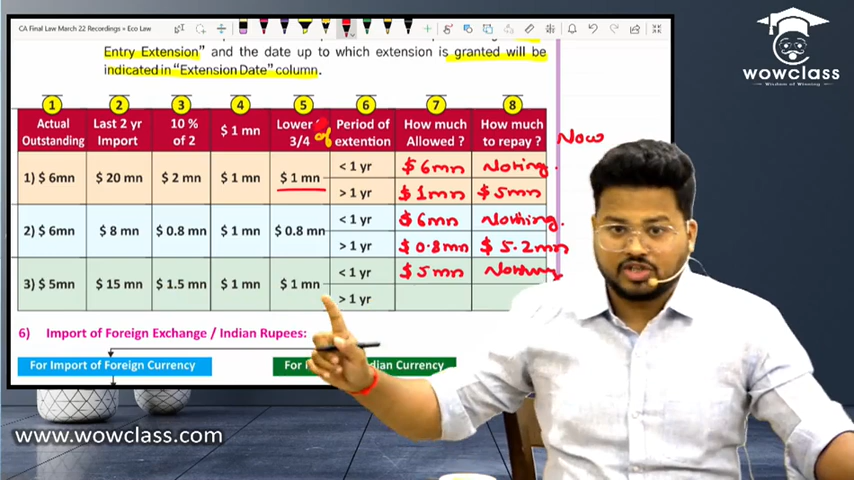 CA Final Law March 22 Recordings » Eco Law
Entry Extension” and the date up to which extension is granted will be
indicated in “Extension Date” column.
1 2 3 4 5 6 7 8
Actual Outstanding Last 2 yr Import 10 % of 2 $ 1 mn Lower of 3/4 Period of extention How much Allowed ? How much to repay ? Now
1) $ 6mn $ 20 mn $ 2 mn $ 1 mn $ 1 mn < 1 yr $ 6mn Noting.
> 1 yr $ 1mn $ 5mn
2) $ 6mn $ 8 mn $ 0.8 mn $ 1 mn $ 0.8 mn < 1 yr $ 6mn Nothing.
> 1 yr $ 0.8mn $ 5.2mn
3) $ 5mn $ 15 mn $ 1.5 mn $ 1 mn $ 1 mn < 1 yr $ 5mn Nothing
> 1 yr
6) Import of Foreign Exchange / Indian Rupees:
For Import of Foreign Currency For dian Currency
www.wowclass.com
wowclass
Wisdom of Winning